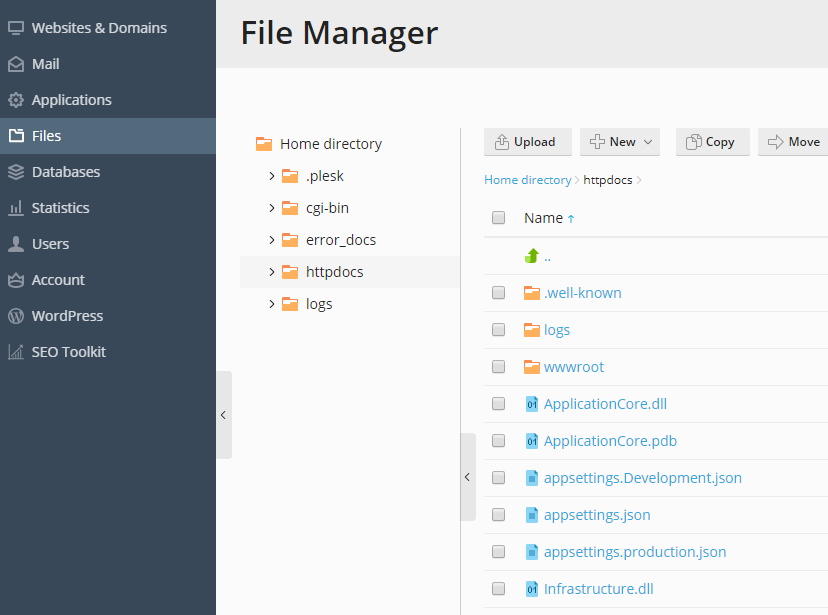 Websites & Domains
Mail
Applications
Files
Databases
Statistics
Users
Account
WordPress
SEO Toolkit
File Manager
Home directory
.plesk
cgi-bin
error_docs
httpdocs
logs
Upload New Copy Move
Home directory > httpdocs >
Name ↑
..
.well-known
logs
wwwroot
ApplicationCore.dll
ApplicationCore.pdb
appsettings.Development.json
appsettings.json
appsettings.production.json
Infrastructure.dll